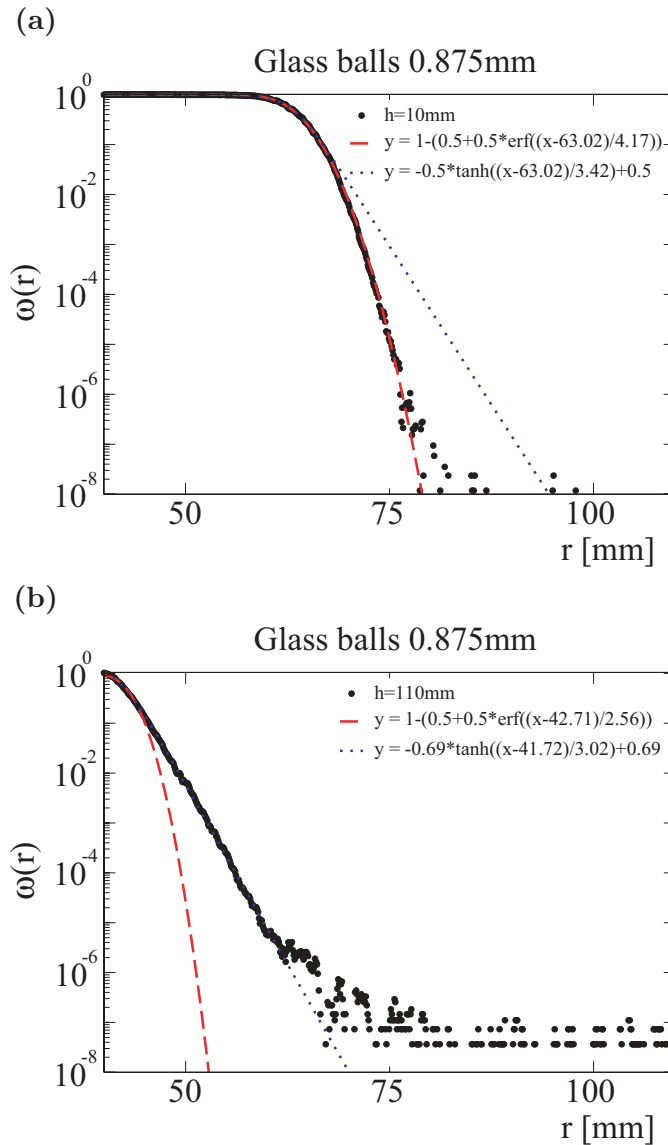 (a)
Glass balls 0.875mm
10^0
h=10mm
y = 1-(0.5+0.5*erf((x-63.02)/4.17))
y = -0.5*tanh((x-63.02)/3.42)+0.5
10^-2
10^-4
10^-6
10^-8
ω(r)
50
75
100
r [mm]
(b)
Glass balls 0.875mm
10^0
h=110mm
y = 1-(0.5+0.5*erf((x-42.71)/2.56))
y = -0.69*tanh((x-41.72)/3.02)+0.69
10^-2
10^-4
10^-6
10^-8
ω(r)
50
75
100
r [mm]